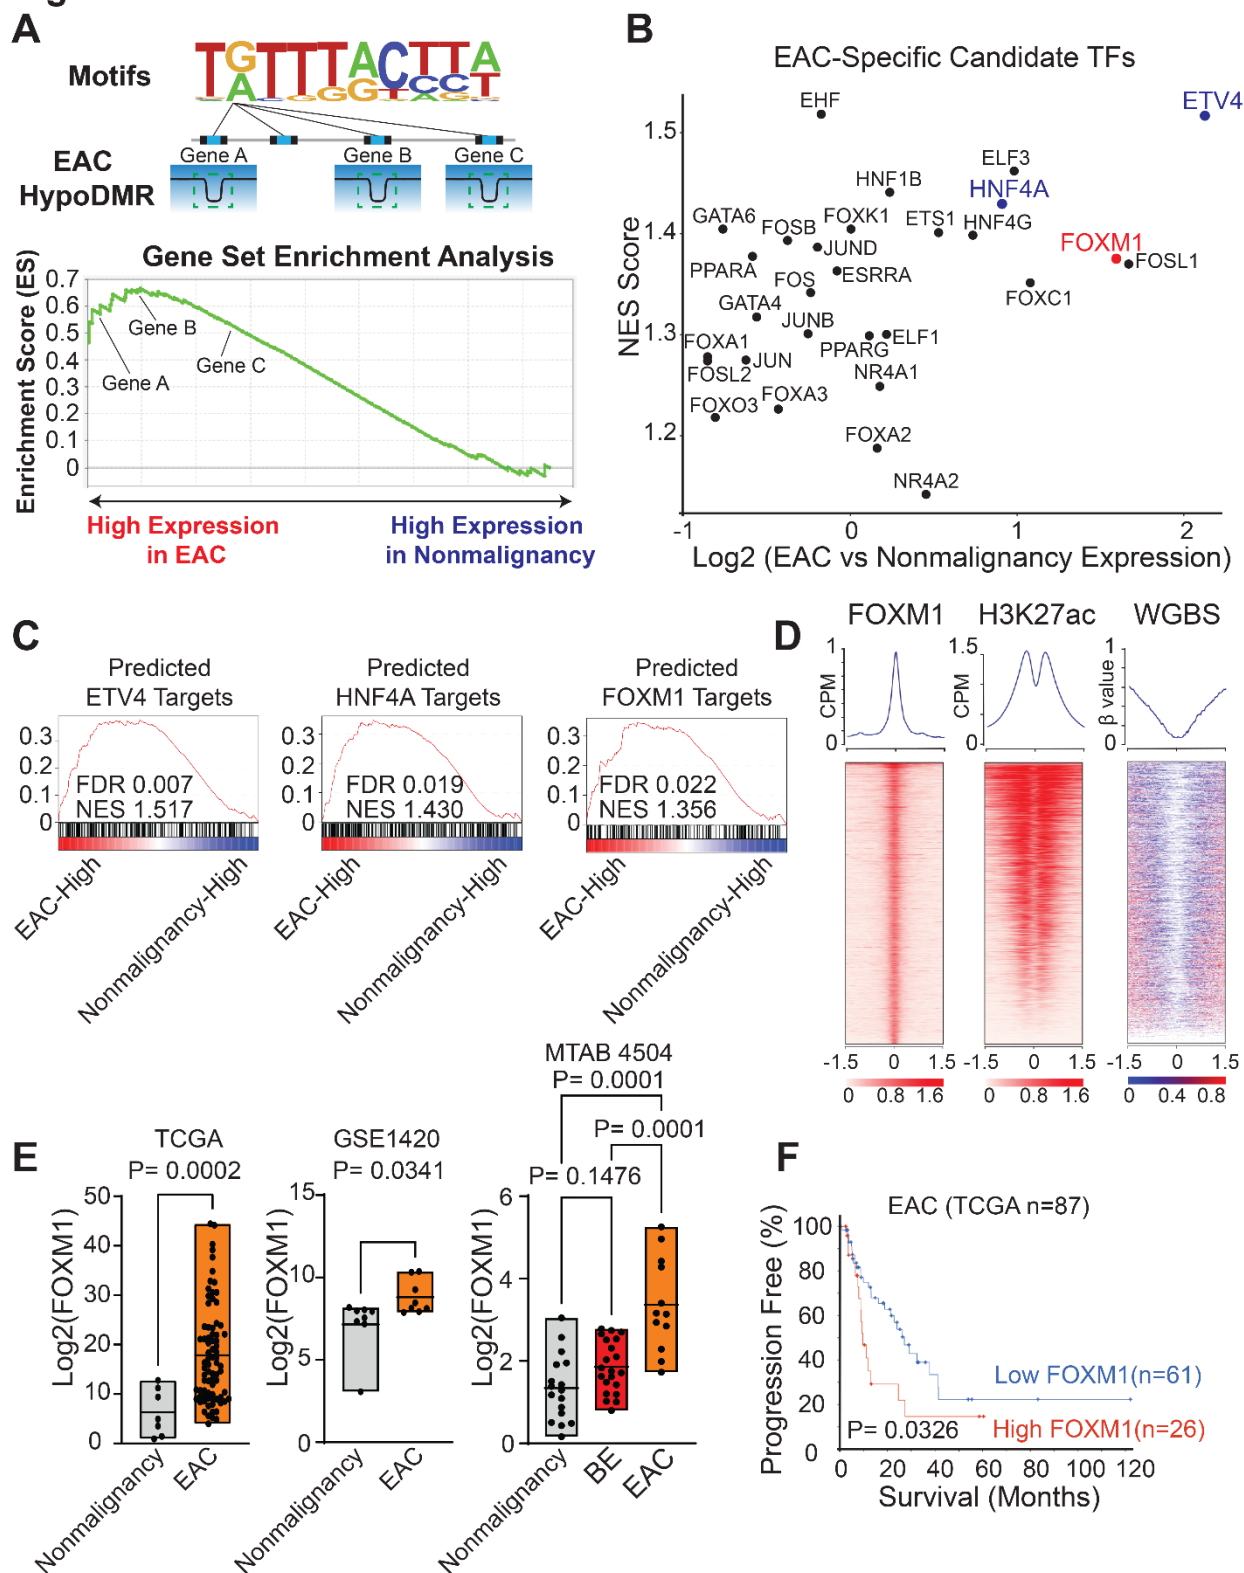 A
Motifs
TGTTTACTTA
EAC
HypoDMR
Gene A
Gene B
Gene C
Gene Set Enrichment Analysis
Enrichment Score (ES)
0.7
0.6
0.5
0.4
0.3
0.2
0.1
0
Gene B
Gene C
Gene A
High Expression
in EAC
High Expression
in Nonmalignancy
B
EAC-Specific Candidate TFs
NES Score
1.5
1.4
1.3
1.2
EHF
ETV4
ELF3
HNF1B
HNF4A
GATA6
FOSB
FOXK1
ETS1
HNF4G
JUND
FOXM1
FOSL1
PPARA
FOS
ESRRA
FOXC1
GATA4
JUNB
FOXA1
PPARG
ELF1
FOSL2
JUN
NR4A1
FOXO3
FOXA3
FOXA2
NR4A2
-1
0
1
2
Log2 (EAC vs Nonmalignancy Expression)
C
Predicted
ETV4 Targets
0.3
0.2
0.1
0
FDR 0.007
NES 1.517
EAC-High
Nonmalignancy-High
Predicted
HNF4A Targets
0.3
0.2
0.1
0
FDR 0.019
NES 1.430
EAC-High
Nonmalignancy-High
Predicted
FOXM1 Targets
0.3
0.2
0.1
0
FDR 0.022
NES 1.356
EAC-High
Nonmalignancy-High
D
FOXM1
H3K27ac
WGBS
CPM
1
0
CPM
1.5
0
β value
1
0
-1.5 0 1.5
-1.5 0 1.5
-1.5 0 1.5
0 0.8 1.6
0 0.8 1.6
0 0.4 0.8
E
TCGA
P= 0.0002
Log2(FOXM1)
50
40
30
20
10
0
Nonmalignancy
EAC
GSE1420
P= 0.0341
Log2(FOXM1)
15
10
5
0
Nonmalignancy
EAC
MTAB 4504
P= 0.0001
P= 0.0001
P= 0.1476
Log2(FOXM1)
6
4
2
0
Nonmalignancy
BE
EAC
F
EAC (TCGA n=87)
Progression Free (%)
100
80
60
40
20
0
Low FOXM1(n=61)
High FOXM1(n=26)
P= 0.0326
0 20 40 60 80 100 120
Survival (Months)